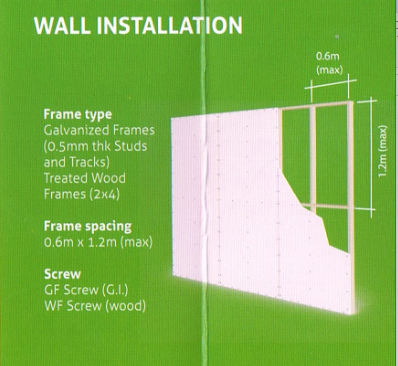 WALL INSTALLATION
0.6m
(max)
Frame type
Galvanized Frames
(0.5mm thk Studs
and Tracks)
Treated Wood
Frames (2x4)
1.2m (max)
Frame spacing
0.6m x 1.2m (max)
Screw
GF Screw (G.I.)
WF Screw (wood)